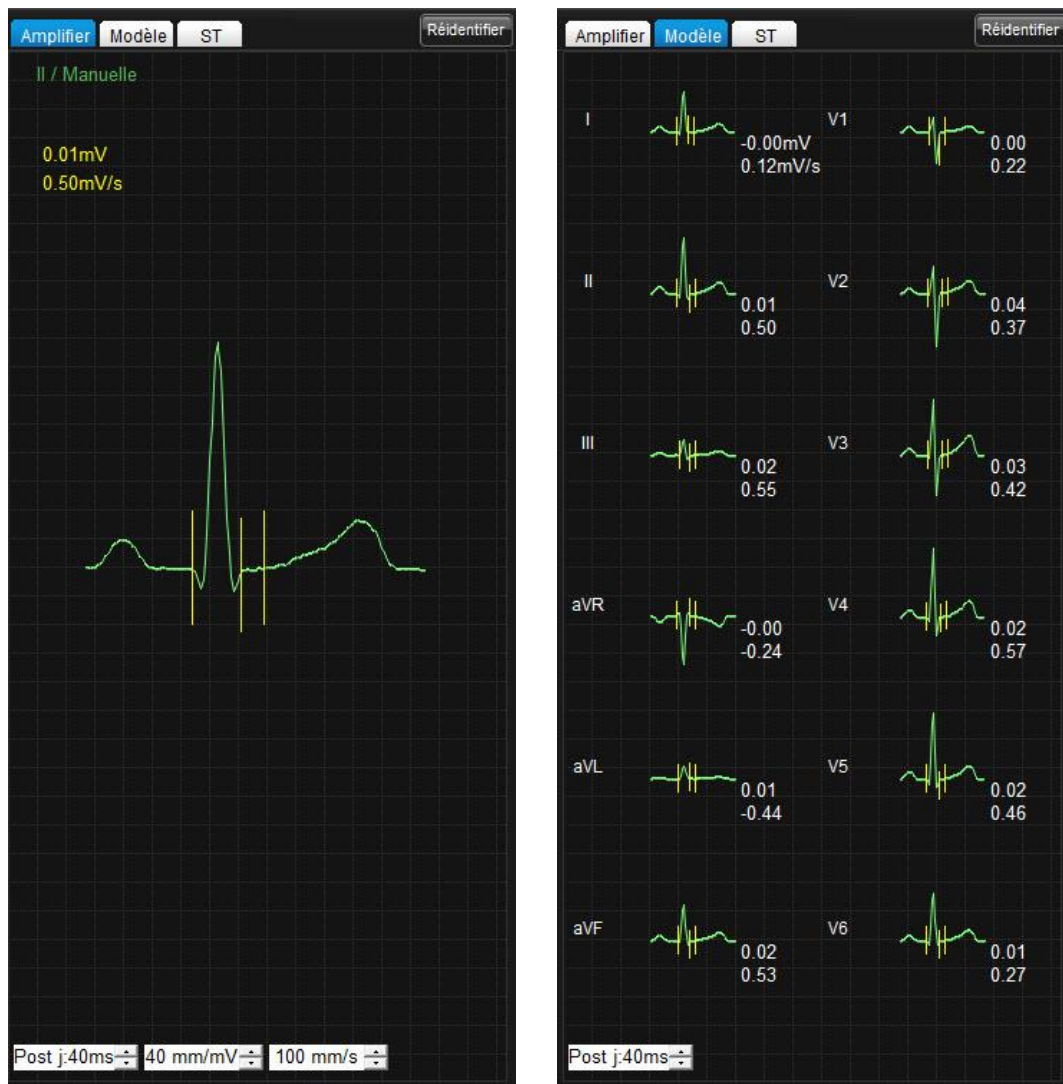 Amplifier Modèle ST Réidentifier
II / Manuelle
0.01mV
0.50mV/s
Post j:40ms 40 mm/mV 100 mm/s
Amplifier Modèle ST Réidentifier
I -0.00mV V1 0.00
0.12mV/s 0.22
II 0.01 V2 0.04
0.50 0.37
III 0.02 V3 0.03
0.55 0.42
aVR -0.00 V4 0.02
-0.24 0.57
aVL 0.01 V5 0.02
-0.44 0.46
aVF 0.02 V6 0.01
0.53 0.27
Post j:40ms